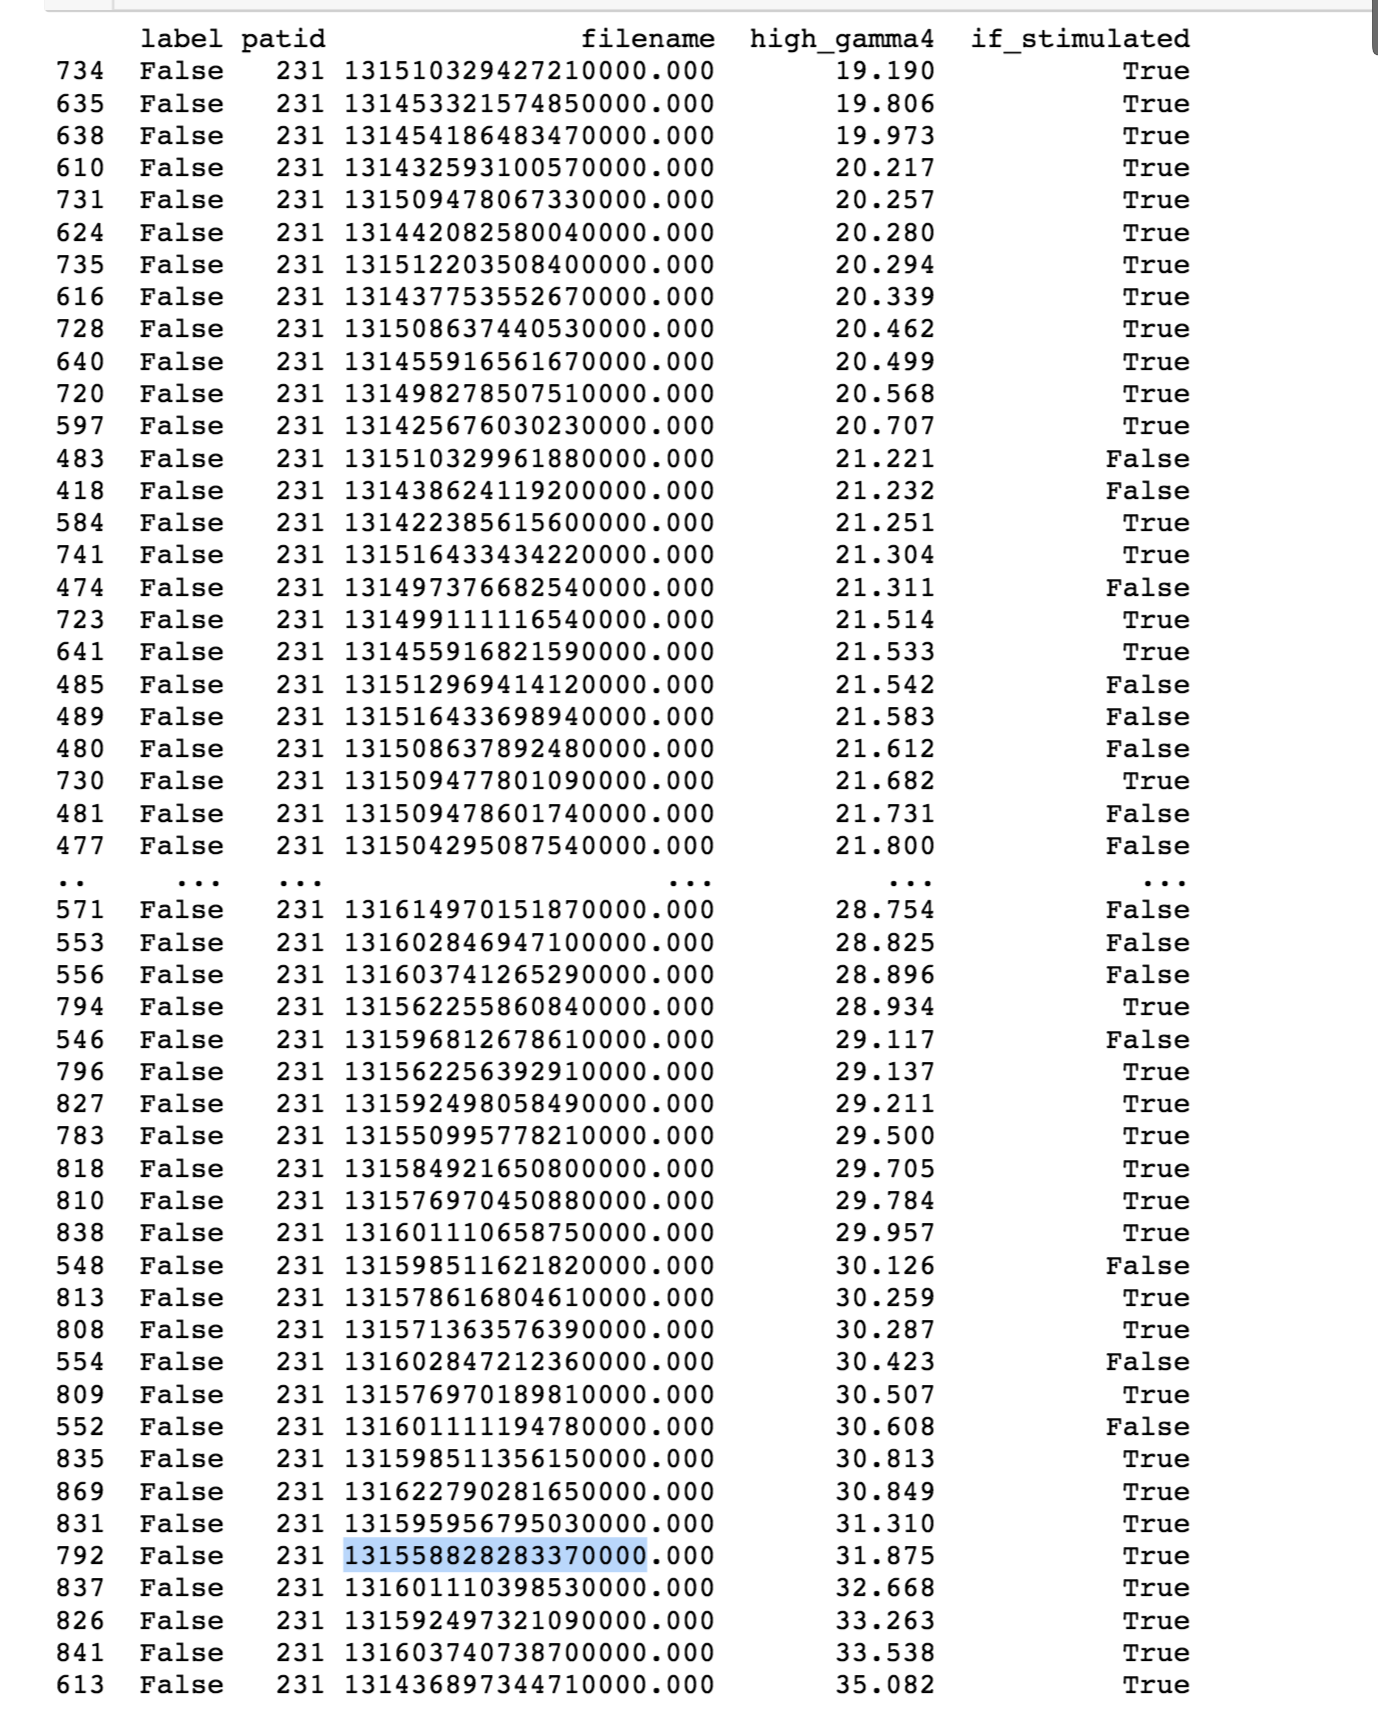 label patid filename high_gamma4 if_stimulated
734 False 231 131510329427210000.000 19.190 True
635 False 231 131453321574850000.000 19.806 True
638 False 231 131454186483470000.000 19.973 True
610 False 231 131432593100570000.000 20.217 True
731 False 231 131509478067330000.000 20.257 True
624 False 231 131442082580040000.000 20.280 True
735 False 231 131512203508400000.000 20.294 True
616 False 231 131437753552670000.000 20.339 True
728 False 231 131508637440530000.000 20.462 True
640 False 231 131455916561670000.000 20.499 True
720 False 231 131498278507510000.000 20.568 True
597 False 231 131425676030230000.000 20.707 True
483 False 231 131510329961880000.000 21.221 False
418 False 231 131438624119200000.000 21.232 False
584 False 231 131422385615600000.000 21.251 True
741 False 231 131516433434220000.000 21.304 True
474 False 231 131497376682540000.000 21.311 False
723 False 231 131499111116540000.000 21.514 True
641 False 231 131455916821590000.000 21.533 True
485 False 231 131512969414120000.000 21.542 False
489 False 231 131516433698940000.000 21.583 False
480 False 231 131508637892480000.000 21.612 False
730 False 231 131509477801090000.000 21.682 True
481 False 231 131509478601740000.000 21.731 False
477 False 231 131504295087540000.000 21.800 False
.. ... ... ... ... ...
571 False 231 131614970151870000.000 28.754 False
553 False 231 131602846947100000.000 28.825 False
556 False 231 131603741265290000.000 28.896 False
794 False 231 131562255860840000.000 28.934 True
546 False 231 131596812678610000.000 29.117 False
796 False 231 131562256392910000.000 29.137 True
827 False 231 131592498058490000.000 29.211 True
783 False 231 131550995778210000.000 29.500 True
818 False 231 131584921650800000.000 29.705 True
810 False 231 131576970450880000.000 29.784 True
838 False 231 131601110658750000.000 29.957 True
548 False 231 131598511621820000.000 30.126 False
813 False 231 131578616804610000.000 30.259 True
808 False 231 131571363576390000.000 30.287 True
554 False 231 131602847212360000.000 30.423 False
809 False 231 131576970189810000.000 30.507 True
552 False 231 131601111194780000.000 30.608 False
835 False 231 131598511356150000.000 30.813 True
869 False 231 131622790281650000.000 30.849 True
831 False 231 131595956795030000.000 31.310 True
792 False 231 131558828283370000.000 31.875 True
837 False 231 131601110398530000.000 32.668 True
826 False 231 131592497321090000.000 33.263 True
841 False 231 131603740738700000.000 33.538 True
613 False 231 131436897344710000.000 35.082 True